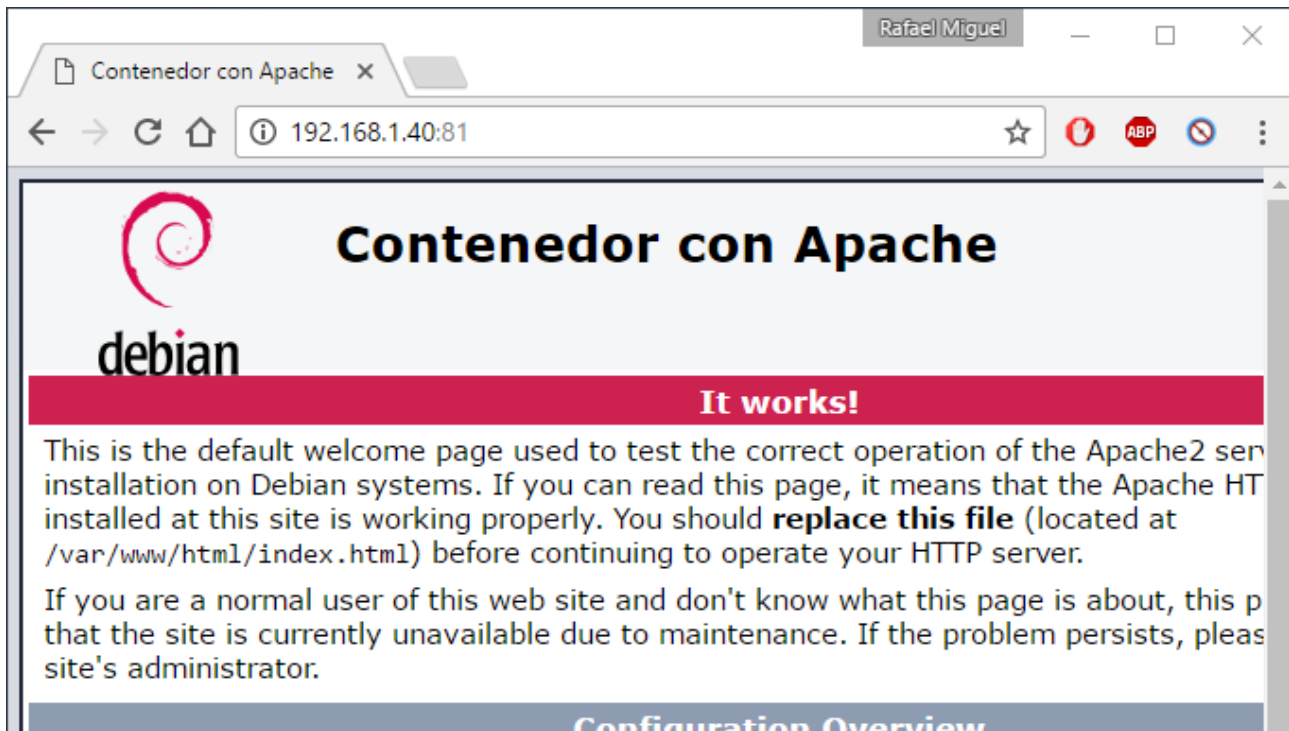 Rafael Miguel
Contenedor con Apache
192.168.1.40:81
ABP
debian
Contenedor con Apache
It works!
This is the default welcome page used to test the correct operation of the Apache2
installation on Debian systems. If you can read this page, it means that the Apache
installed at this site is working properly. You should replace this file (located at
/var/www/html/index.html) before continuing to operate your HTTP server.
If you are a normal user of this web site and don't know what this page is about, this
that the site is currently unavailable due to maintenance. If the problem persists,
site's administrator.
Configuration Overview